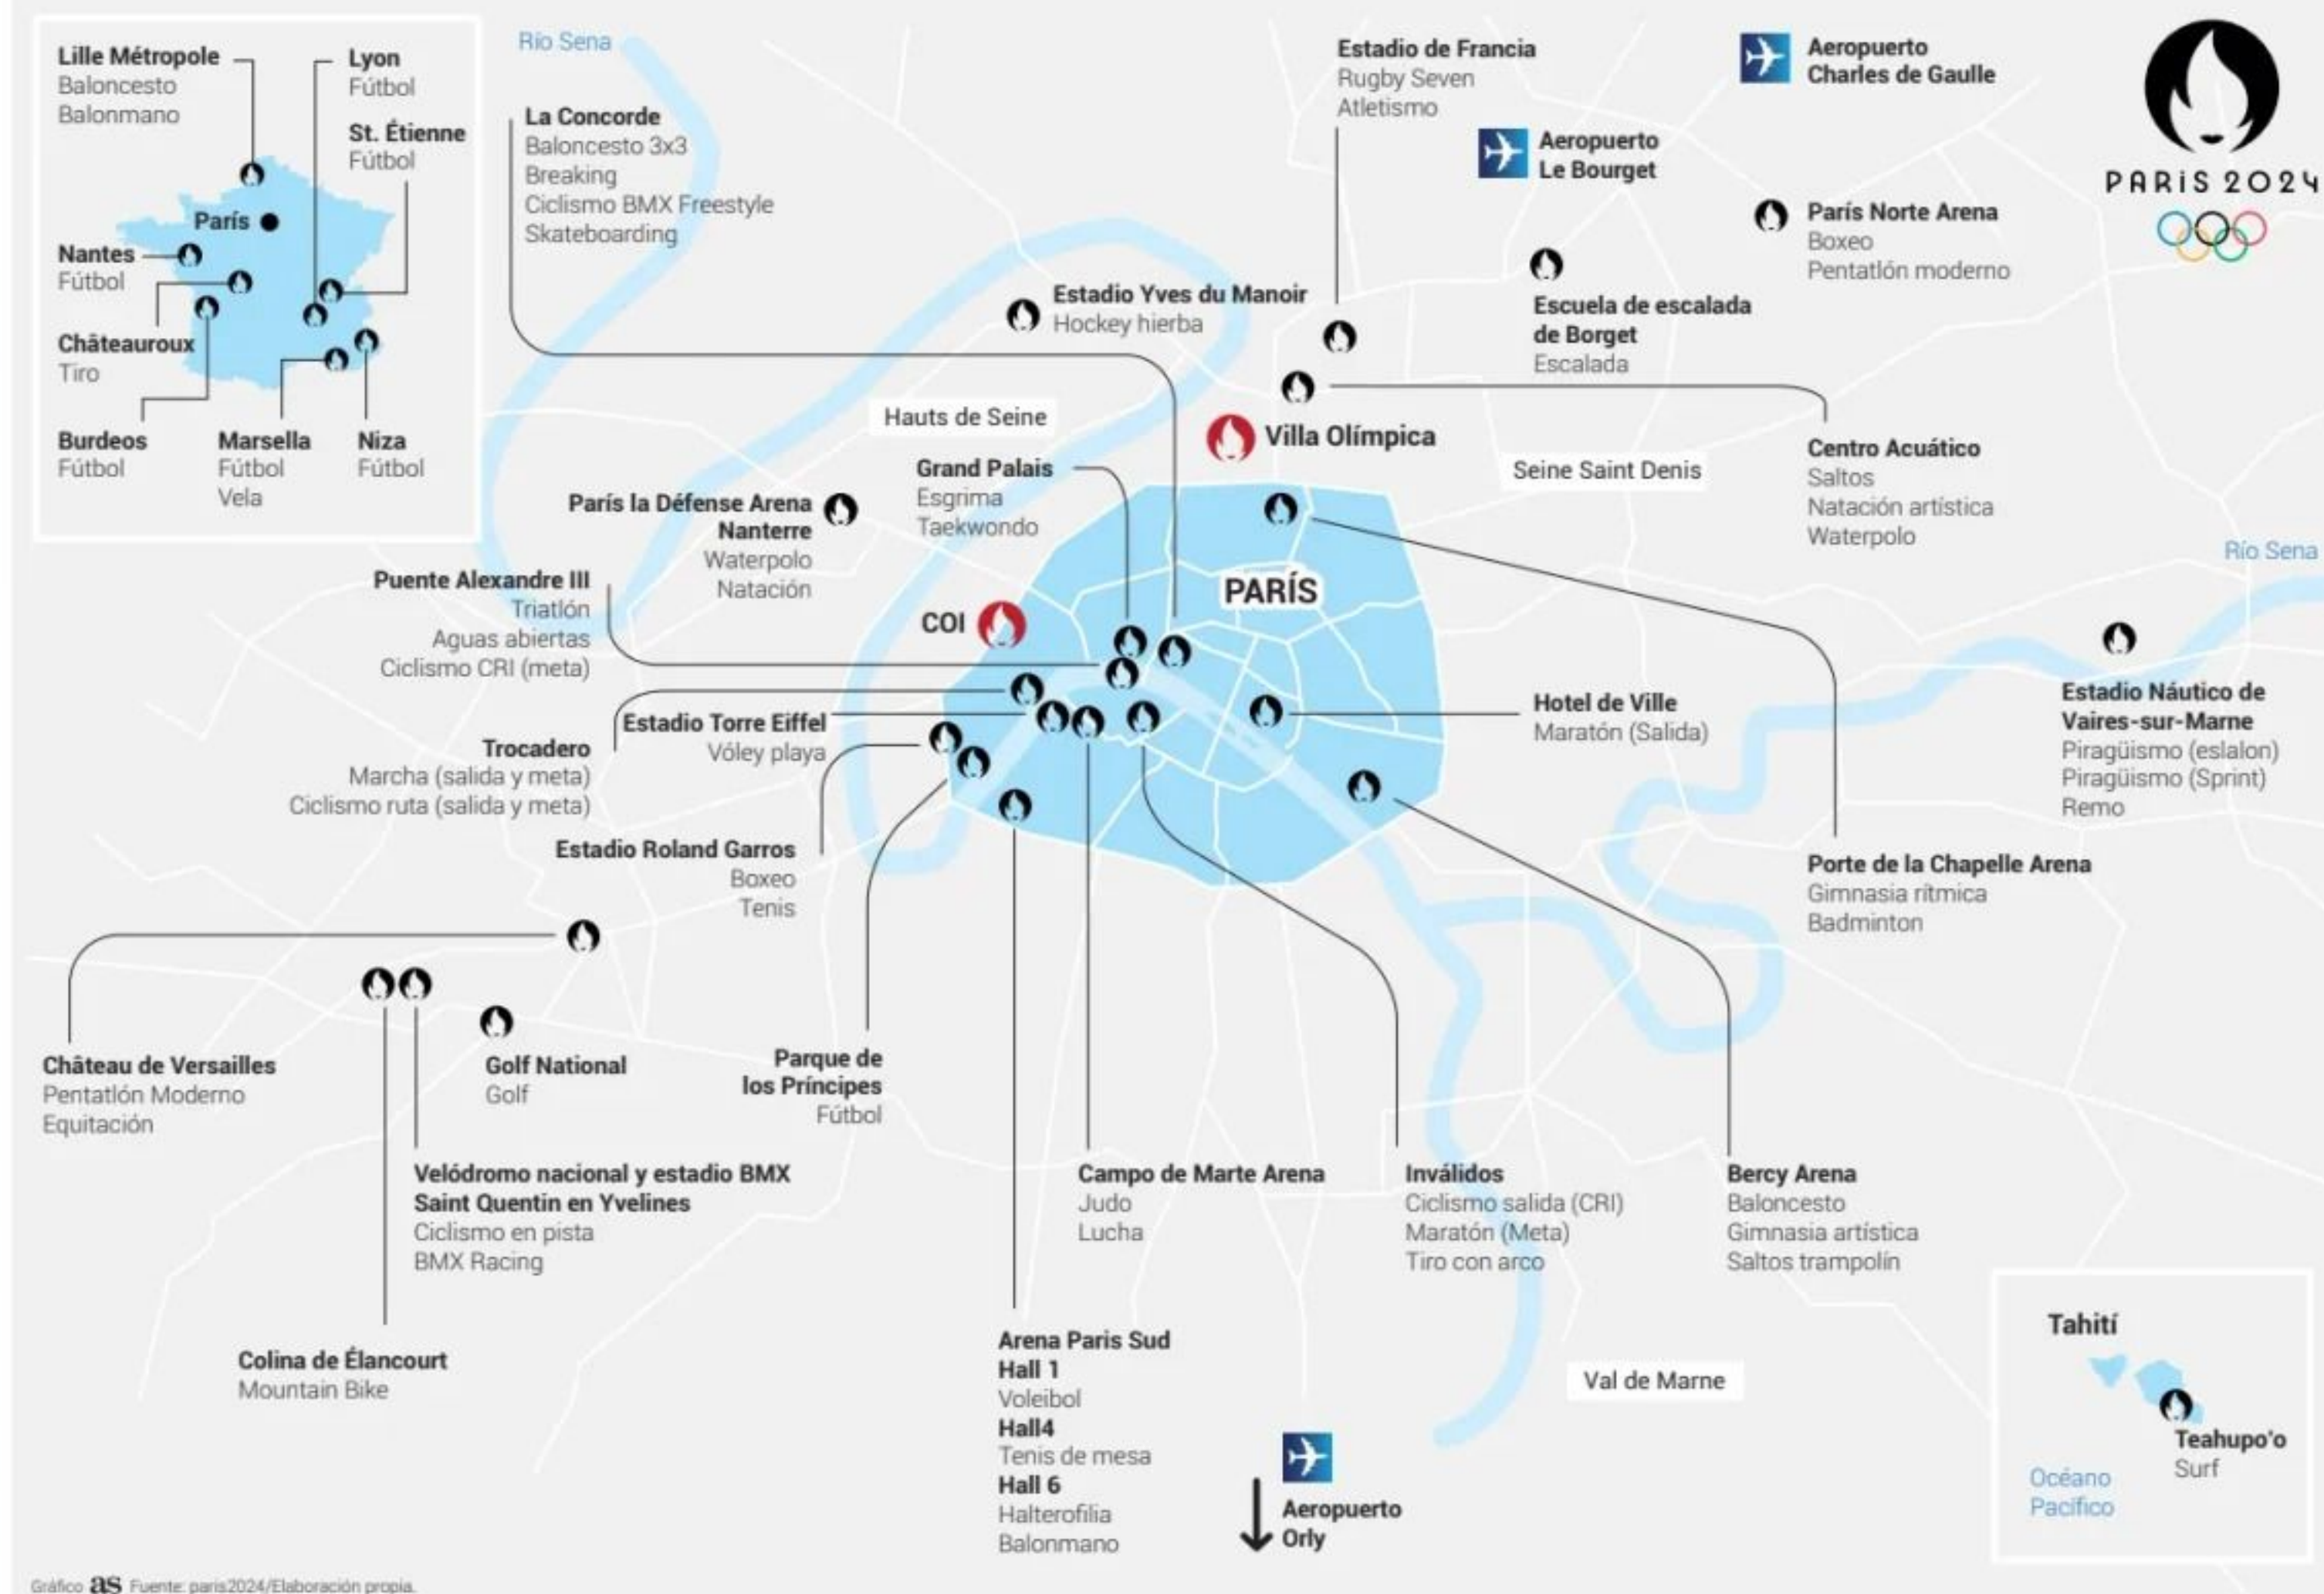 Lille Métropole
Baloncesto
Balonmano
Lyon
Fútbol
St. Étienne
Fútbol
París
Nantes
Fútbol
Châteauroux
Tiro
Burdeos
Fútbol
Marsella
Fútbol
Vela
Niza
Fútbol
Río Sena
La Concorde
Baloncesto 3x3
Breaking
Ciclismo BMX Freestyle
Skateboarding
Estadio de Francia
Rugby Seven
Atletismo
Aeropuerto
Charles de Gaulle
Aeropuerto
Le Bourget
PARIS 2024
París Norte Arena
Boxeo
Pentatlón moderno
Estadio Yves du Manoir
Hockey hierba
Escuela de escalada
de Borget
Escalada
Hauts de Seine
Villa Olímpica
Seine Saint Denis
Centro Acuático
Saltos
Natación artística
Waterpolo
Grand Palais
Esgrima
Taekwondo
París la Défense Arena
Nanterre
Waterpolo
Natación
Río Sena
Puente Alexandre III
Triatlón
Aguas abiertas
Ciclismo CRI (meta)
COI
PARÍS
Estadio Náutico de
Vaires-sur-Marne
Piragüismo (eslalon)
Piragüismo (Sprint)
Remo
Hotel de Ville
Maratón (Salida)
Estadio Torre Eiffel
Vóley playa
Trocadero
Marcha (salida y meta)
Ciclismo ruta (salida y meta)
Estadio Roland Garros
Boxeo
Tenis
Porte de la Chapelle Arena
Gimnasia rítmica
Badminton
Château de Versailles
Pentatlón Moderno
Equitación
Golf National
Golf
Parque de
los Príncipes
Fútbol
Velódromo nacional y estadio BMX
Saint Quentin en Yvelines
Ciclismo en pista
BMX Racing
Campo de Marte Arena
Judo
Lucha
Inválidos
Ciclismo salida (CRI)
Maratón (Meta)
Tiro con arco
Bercy Arena
Baloncesto
Gimnasia artística
Saltos trampolín
Colina de Élancourt
Mountain Bike
Arena Paris Sud
Hall 1
Voleibol
Hall4
Tenis de mesa
Hall 6
Halterofilia
Balonmano
Val de Marne
Aeropuerto
Orly
Tahití
Teahupo'o
Surf
Océano
Pacífico
Gráfico as Fuente: paris2024/Elaboración propia.